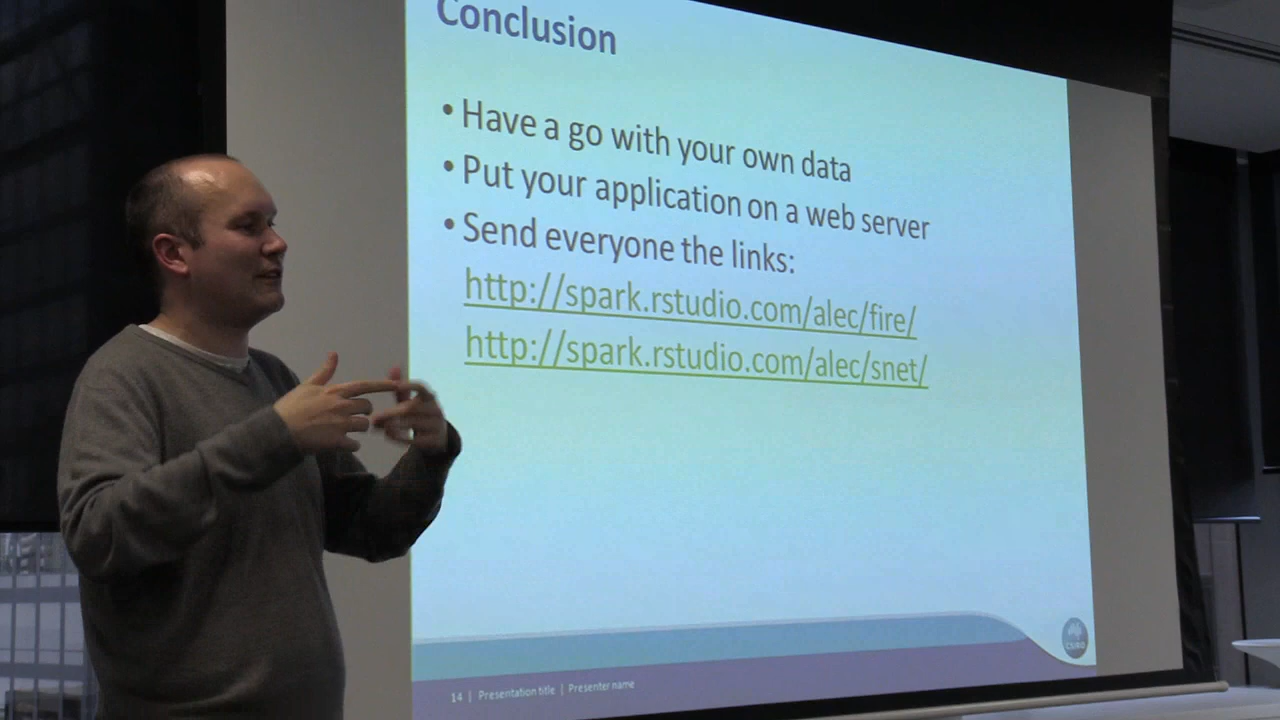 Conclusion
• Have a go with your own data
• Put your application on a web server
• Send everyone the links:
http://spark.rstudio.com/alec/fire/
http://spark.rstudio.com/alec/snet/
14 | Presentation title | Presenter name
CSIRO